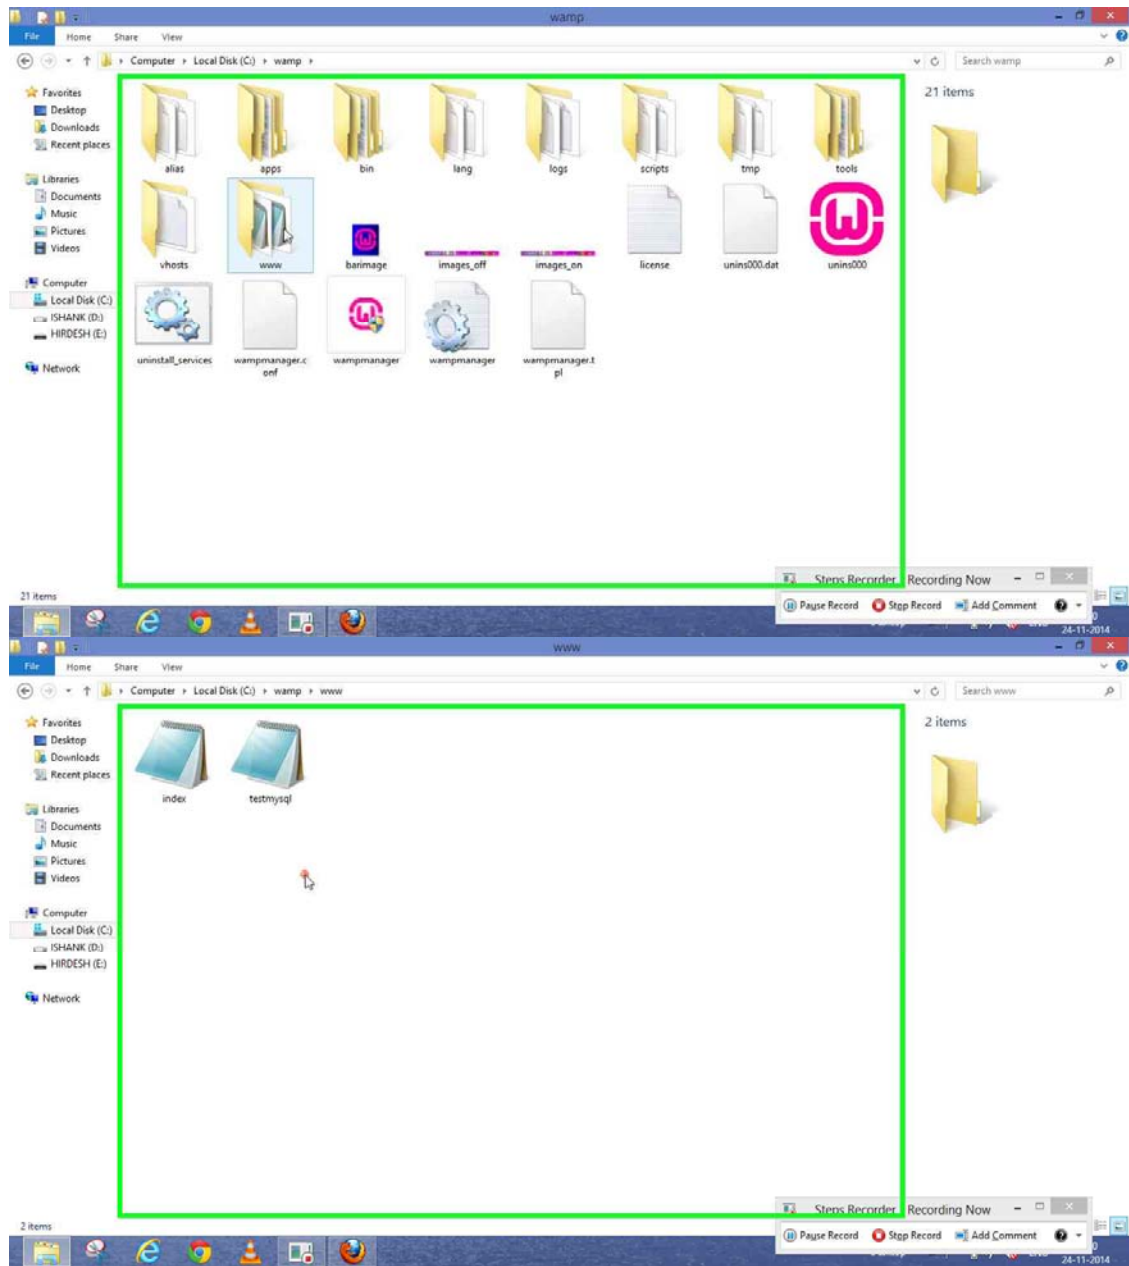 wamp
File Home Share View
Computer Local Disk (C:) wamp
Search wamp
Favorites
Desktop
Downloads
Recent places
Libraries
Documents
Music
Pictures
Videos
Computer
Local Disk (C:)
ISHANK (D:)
HIRDESH (E:)
Network
alias apps bin lang logs scripts tmp tools
vhosts www barimage images_off images_on license unins000.dat unins000
uninstall_services wampmanager.c wampmanager wampmanager wampmanager.t
onf pl
21 items
21 items
Steps Recorder Recording Now
Pause Record Stop Record Add Comment
24-11-2014
www
File Home Share View
Computer Local Disk (C:) wamp www
Search www
Favorites
Desktop
Downloads
Recent places
Libraries
Documents
Music
Pictures
Videos
Computer
Local Disk (C:)
ISHANK (D:)
HIRDESH (E:)
Network
index testmysql
2 items
2 items
Steps Recorder Recording Now
Pause Record Stop Record Add Comment
24-11-2014